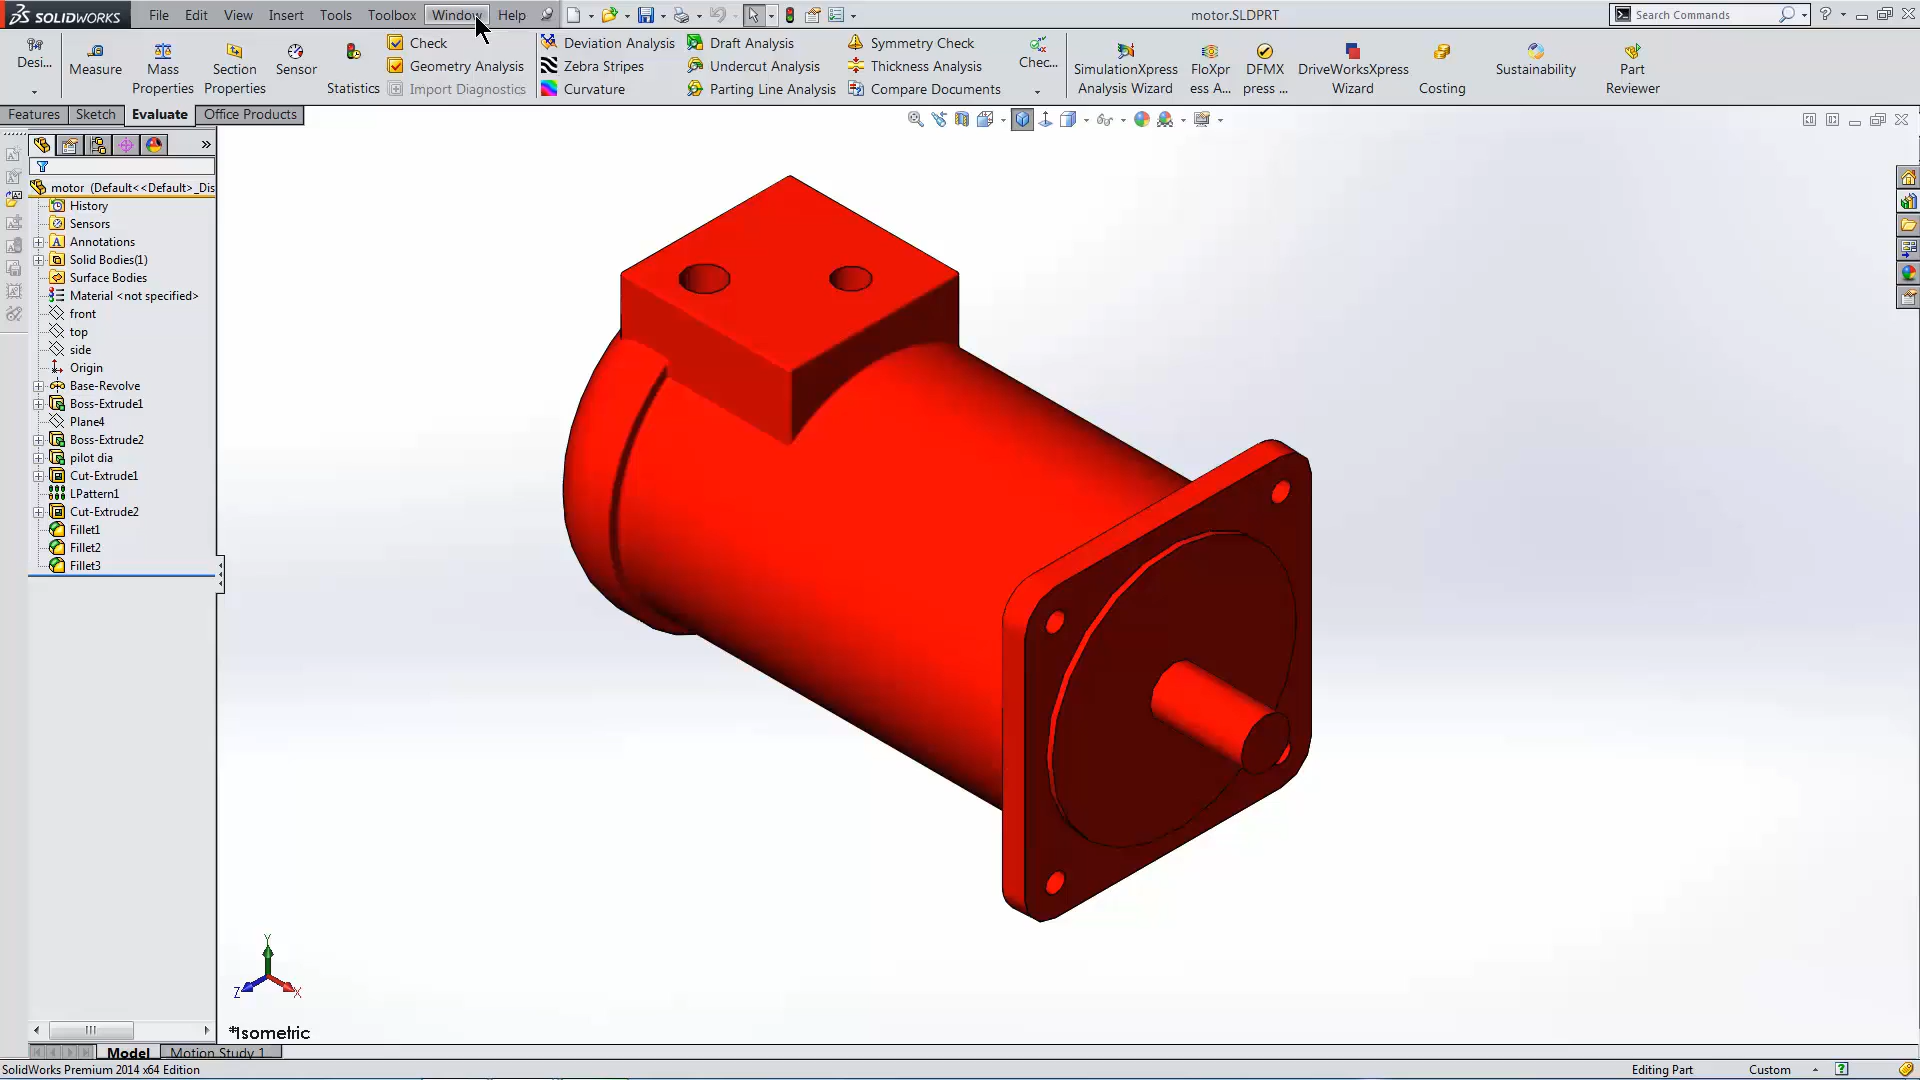 SOLIDWORKS File Edit View Insert Tools Toolbox Window Help motor.SLDPRT Search Commands
Desi... Measure Mass Properties Section Properties Sensor Statistics
Check
Geometry Analysis
Import Diagnostics
Deviation Analysis
Zebra Stripes
Curvature
Draft Analysis
Undercut Analysis
Parting Line Analysis
Symmetry Check
Thickness Analysis
Compare Documents
Chec...
SimulationXpress Analysis Wizard
FloXpr ess A...
DFMX press ...
DriveWorksXpress Wizard
Costing
Sustainability
Part Reviewer
Features Sketch Evaluate Office Products
motor (Default<<Default>_Dis
History
Sensors
Annotations
Solid Bodies(1)
Surface Bodies
Material <not specified>
front
top
side
Origin
Base-Revolve
Boss-Extrude1
Plane4
Boss-Extrude2
pilot dia
Cut-Extrude1
LPattern1
Cut-Extrude2
Fillet1
Fillet2
Fillet3
Y
Z X
*Isometric
Model Motion Study 1
SolidWorks Premium 2014 x64 Edition Editing Part Custom